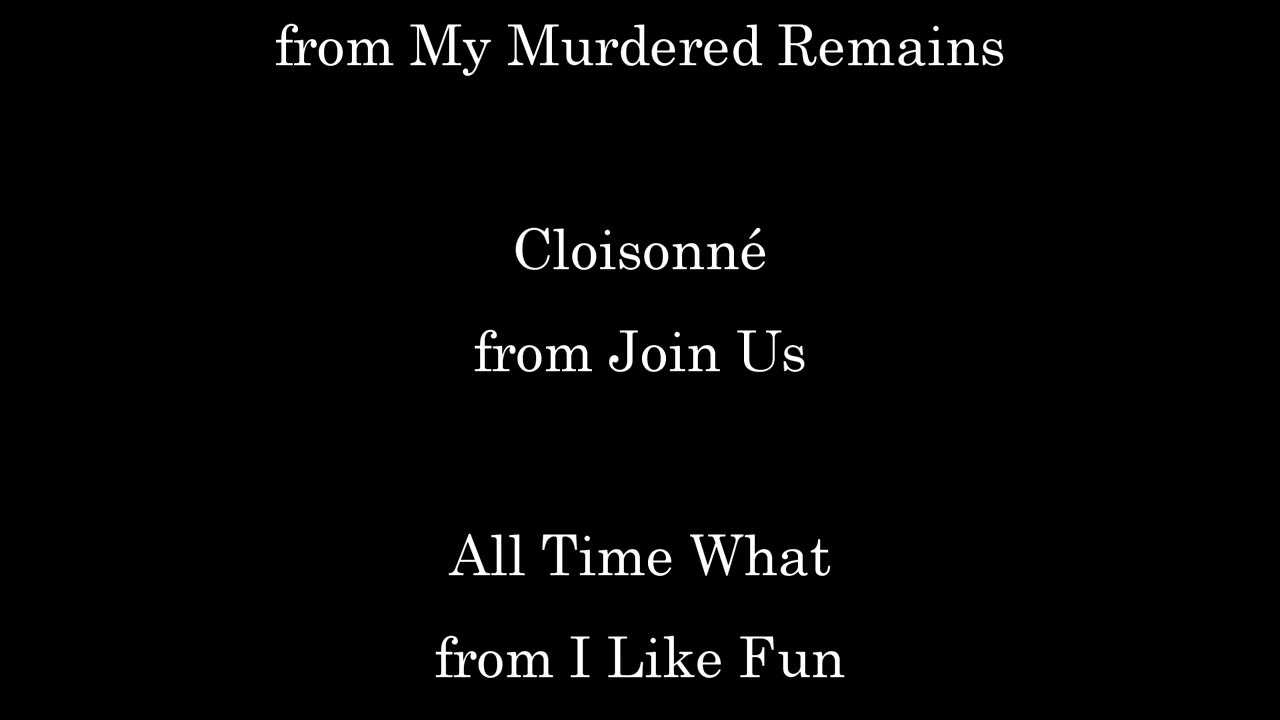 from My Murdered Remains
Cloisonné
from Join Us
All Time What
from I Like Fun